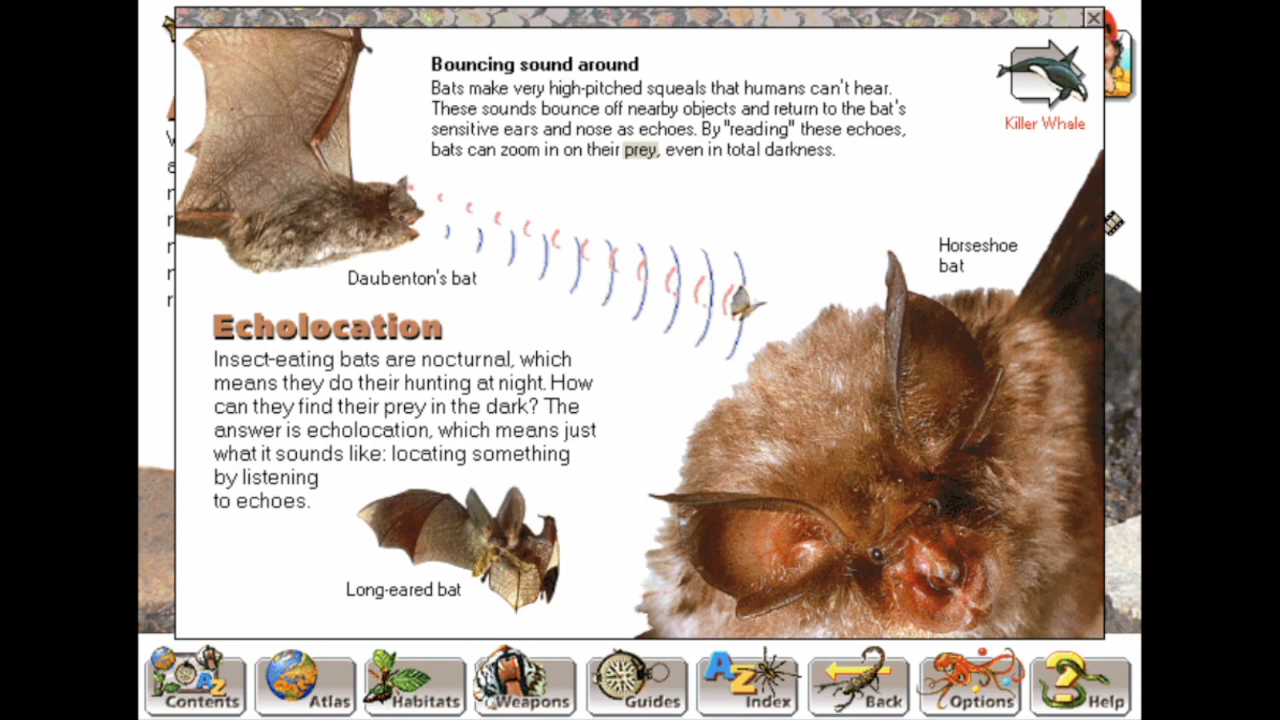 Bouncing sound around
Bats make very high-pitched squeals that humans can't hear.
These sounds bounce off nearby objects and return to the bat's
sensitive ears and nose as echoes. By "reading" these echoes,
bats can zoom in on their prey, even in total darkness.
Killer Whale
Daubenton's bat
Horseshoe
bat
Echolocation
Insect-eating bats are nocturnal, which
means they do their hunting at night. How
can they find their prey in the dark? The
answer is echolocation, which means just
what it sounds like: locating something
by listening
to echoes.
Long-eared bat
Contents
Atlas
Habitats
Weapons
Guides
AZ
Index
Back
Options
?
Help